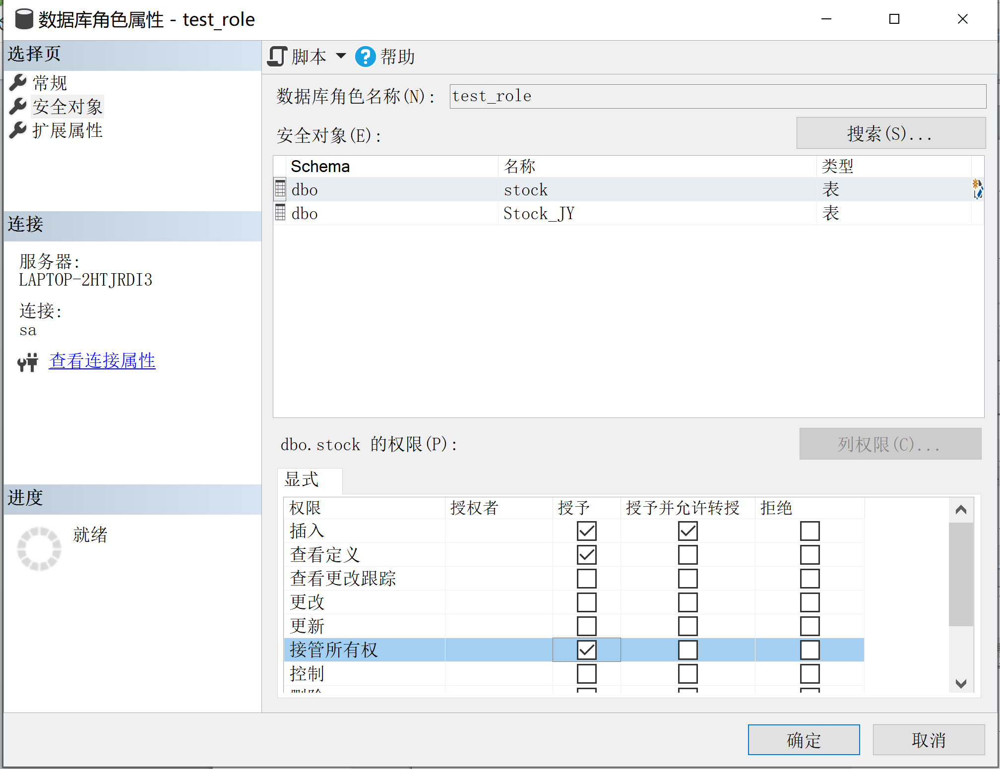 数据库角色属性 - test_role
选择页
常规
安全对象
扩展属性
连接
服务器:
LAPTOP-2HTJRDI3
连接:
sa
查看连接属性
进度
就绪
脚本 帮助
数据库角色名称(N): test_role
安全对象(E): 搜索(S)...
Schema 名称 类型
dbo stock 表
dbo Stock_JY 表
dbo.stock 的权限(P): 列权限(C)...
显式
权限 授权者 授予 授予并允许转授 拒绝
插入
查看定义
查看更改跟踪
更改
更新
接管所有权
控制
确定 取消